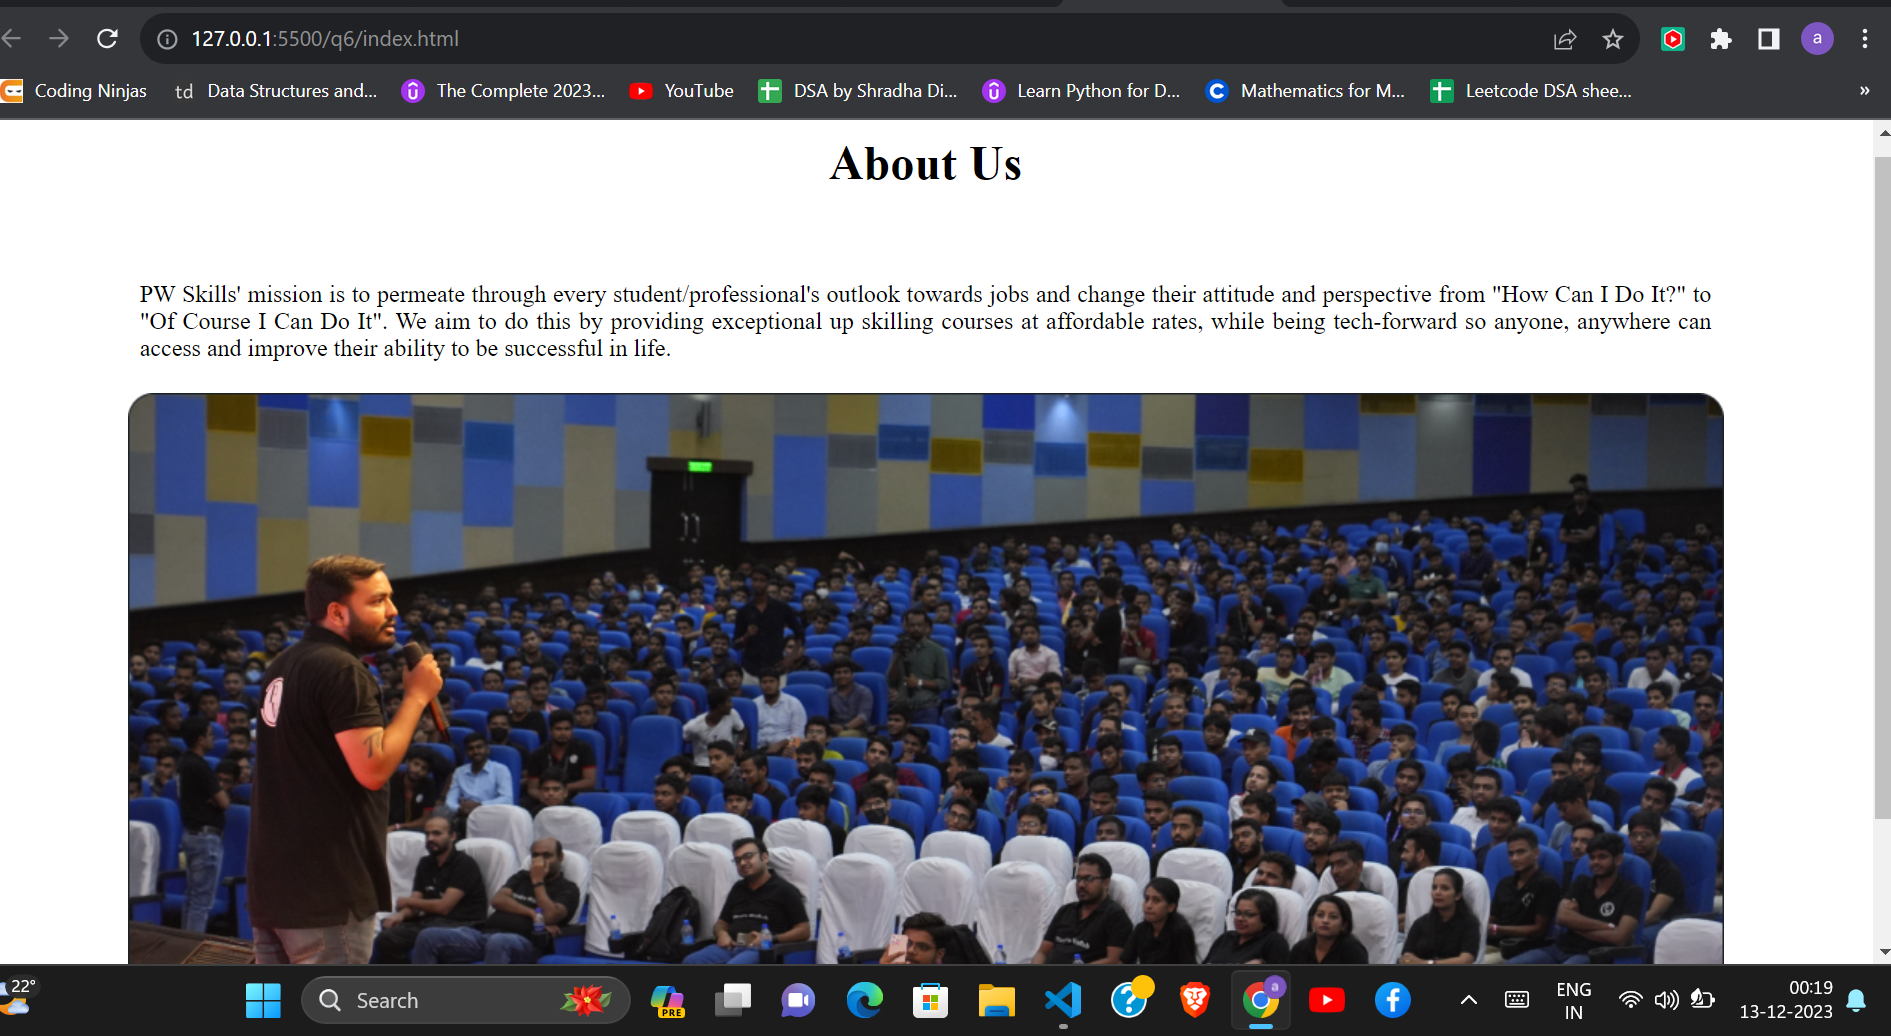 127.0.0.1:5500/q6/index.html
a
Coding Ninjas
td Data Structures and...
The Complete 2023...
YouTube
DSA by Shradha Di...
Learn Python for D...
C Mathematics for M...
Leetcode DSA shee...
»
About Us
PW Skills' mission is to permeate through every student/professional's outlook towards jobs and change their attitude and perspective from "How Can I Do It?" to
"Of Course I Can Do It". We aim to do this by providing exceptional up skilling courses at affordable rates, while being tech-forward so anyone, anywhere can
access and improve their ability to be successful in life.
22°
Search
PRE
a
ENG
IN
00:19
13-12-2023